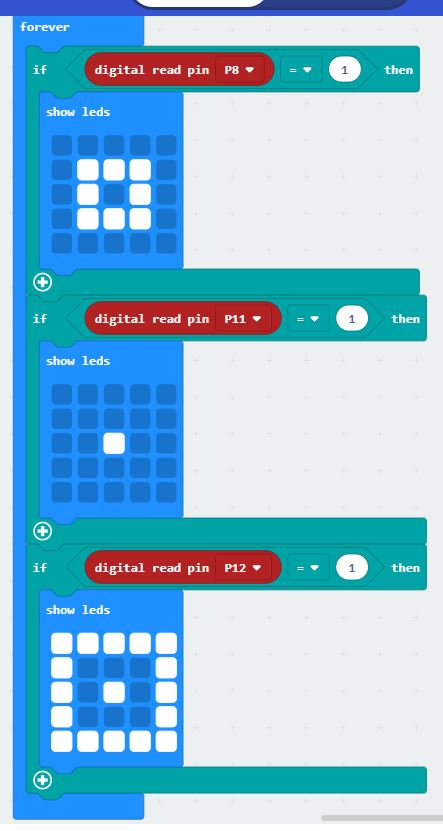 forever
if digital read pin P8 = 1 then
show leds
if digital read pin P11 = 1 then
show leds
if digital read pin P12 = 1 then
show leds